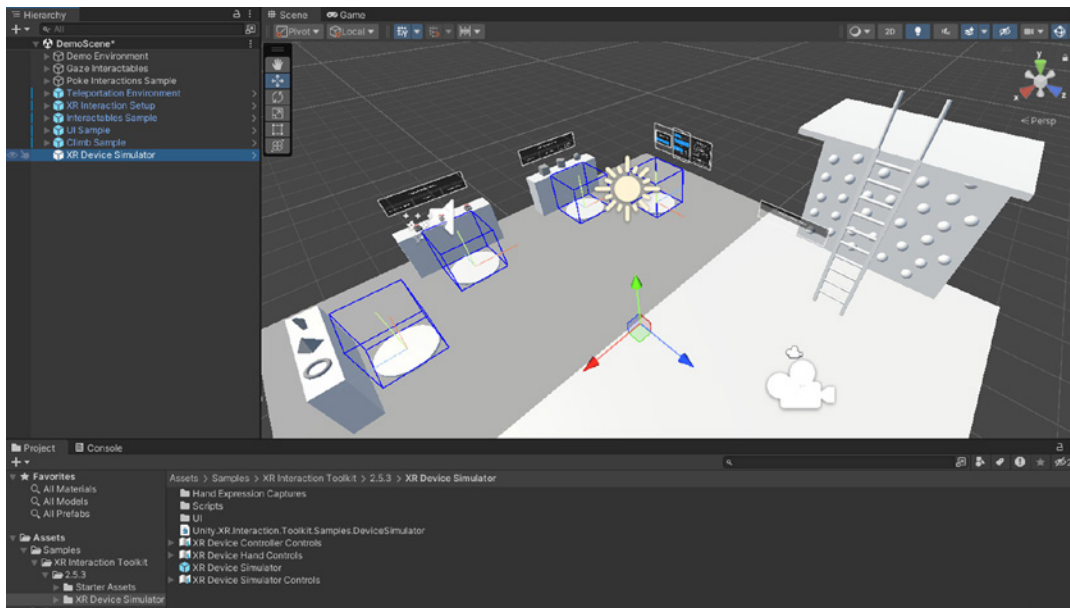 Hierarchy
All
DemoScene*
Demo Environment
Gaze Interactables
Poke Interactions Sample
Teleportation Environment
XR Interaction Setup
Interactables Sample
UI Sample
Climb Sample
XR Device Simulator
Scene
Game
Pivot
Local
2D
y
x
z
Persp
Project
Console
Favorites
All Materials
All Models
All Prefabs
Assets
Samples
XR Interaction Toolkit
2.5.3
Starter Assets
XR Device Simulator
Assets > Samples > XR Interaction Toolkit > 2.5.3 > XR Device Simulator
Hand Expression Captures
Scripts
UI
Unity.XR.Interaction.Toolkit.Samples.DeviceSimulator
XR Device Controller Controls
XR Device Hand Controls
XR Device Simulator
XR Device Simulator Controls